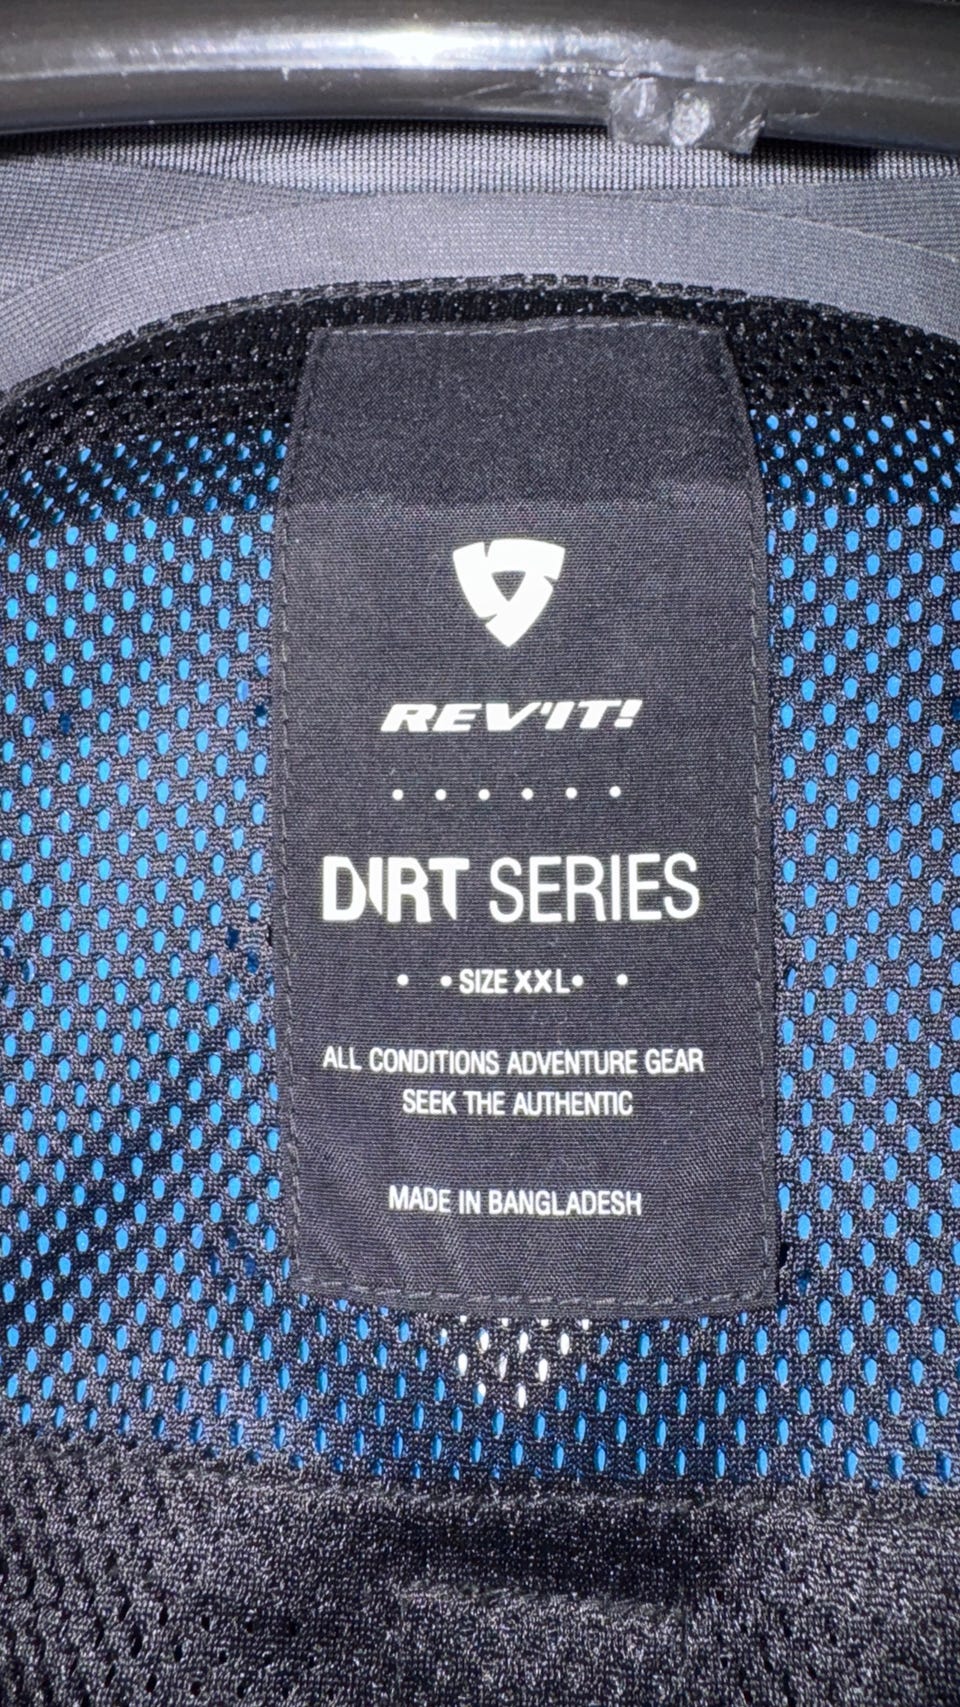 REV'IT!
DIRT SERIES
SIZE XXL
ALL CONDITIONS ADVENTURE GEAR
SEEK THE AUTHENTIC
MADE IN BANGLADESH